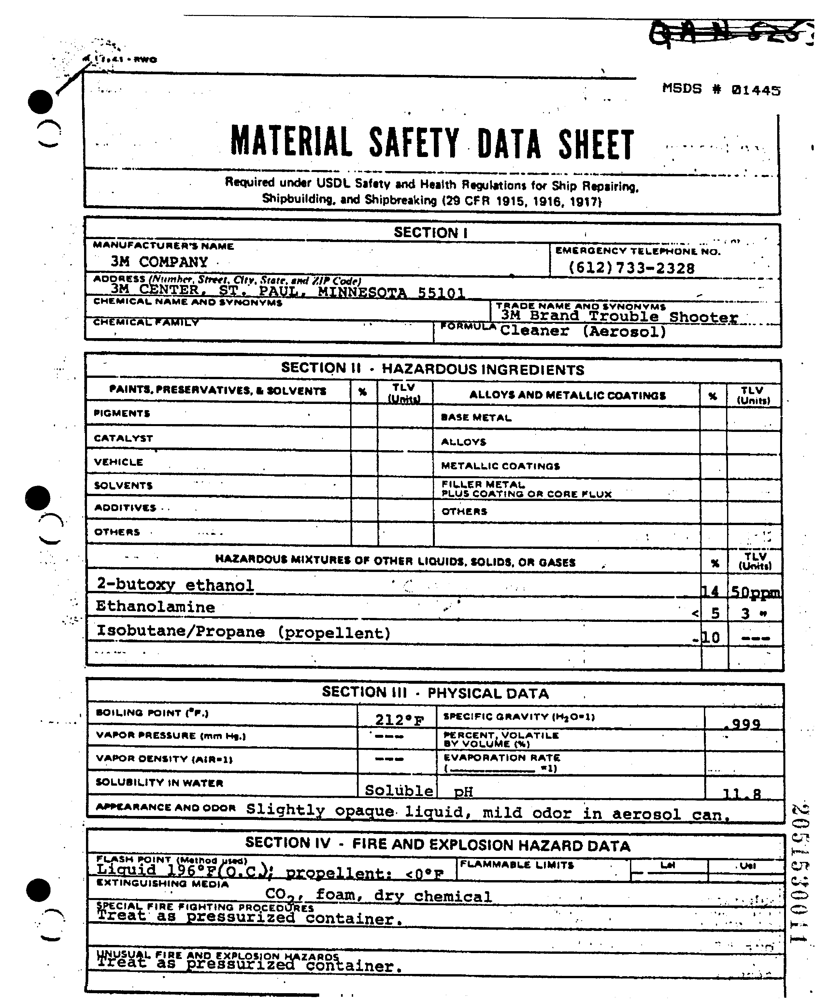 QAN 525
- RWO
MSDS # 01445
MATERIAL SAFETY DATA SHEET
Required under USDL Safety and Health Regulations for Ship Repairing,
Shipbuilding, and Shipbreaking (29 CFR 1915, 1916, 1917)
SECTION I
MANUFACTURER'S NAME
3M COMPANY
EMERGENCY TELEPHONE NO.
(612)733-2328
ADDRESS (Number, Street, City, State, and ZIP Code)
3M CENTER, ST. PAUL, MINNESOTA 55101
CHEMICAL NAME AND SYNONYMS
TRADE NAME AND SYNONYMS
3M Brand Trouble Shooter
CHEMICAL FAMILY
FORMULA Cleaner (Aerosol)
SECTION II - HAZARDOUS INGREDIENTS
PAINTS, PRESERVATIVES, & SOLVENTS % TLV (Units) ALLOYS AND METALLIC COATINGS % TLV (Units)
PIGMENTS BASE METAL
CATALYST ALLOYS
VEHICLE METALLIC COATINGS
SOLVENTS FILLER METAL PLUS COATING OR CORE FLUX
ADDITIVES OTHERS
OTHERS
HAZARDOUS MIXTURES OF OTHER LIQUIDS, SOLIDS, OR GASES % TLV (Units)
2-butoxy ethanol 14 50ppm
Ethanolamine < 5 3 "
Isobutane/Propane (propellent) -10 ---
SECTION III - PHYSICAL DATA
BOILING POINT (°F.) 212°F SPECIFIC GRAVITY (H2O=1) .999
VAPOR PRESSURE (mm Hg.) --- PERCENT, VOLATILE BY VOLUME (%)
VAPOR DENSITY (AIR=1) --- EVAPORATION RATE (_________ =1)
SOLUBILITY IN WATER Soluble pH 11.8
APPEARANCE AND ODOR Slightly opaque liquid, mild odor in aerosol can.
SECTION IV - FIRE AND EXPLOSION HAZARD DATA
FLASH POINT (Method used)
Liquid 196°F(O.C.); propellent: <0°F
FLAMMABLE LIMITS Lel Uel
EXTINGUISHING MEDIA
CO2, foam, dry chemical
SPECIAL FIRE FIGHTING PROCEDURES
Treat as pressurized container.
UNUSUAL FIRE AND EXPLOSION HAZARDS
Treat as pressurized container.
2051530011